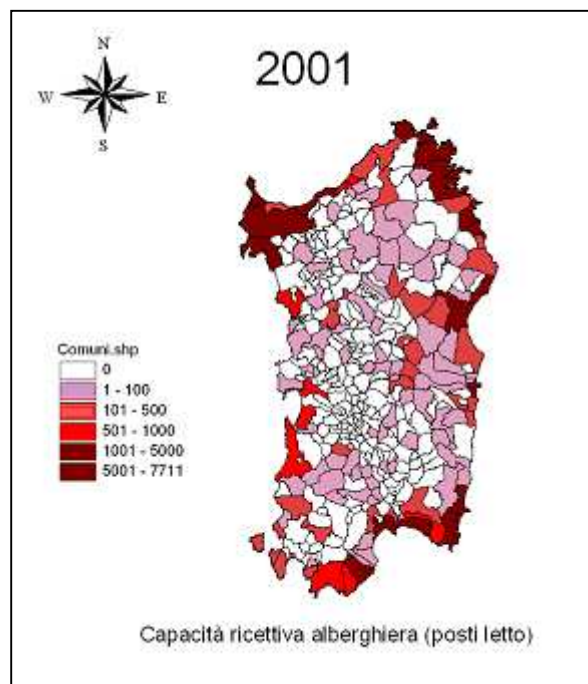 2001
N
W E
S
Comuni.shp
0
1 - 100
101 - 500
501 - 1000
1001 - 5000
5001 - 7711
Capacità ricettiva alberghiera (posti letto)